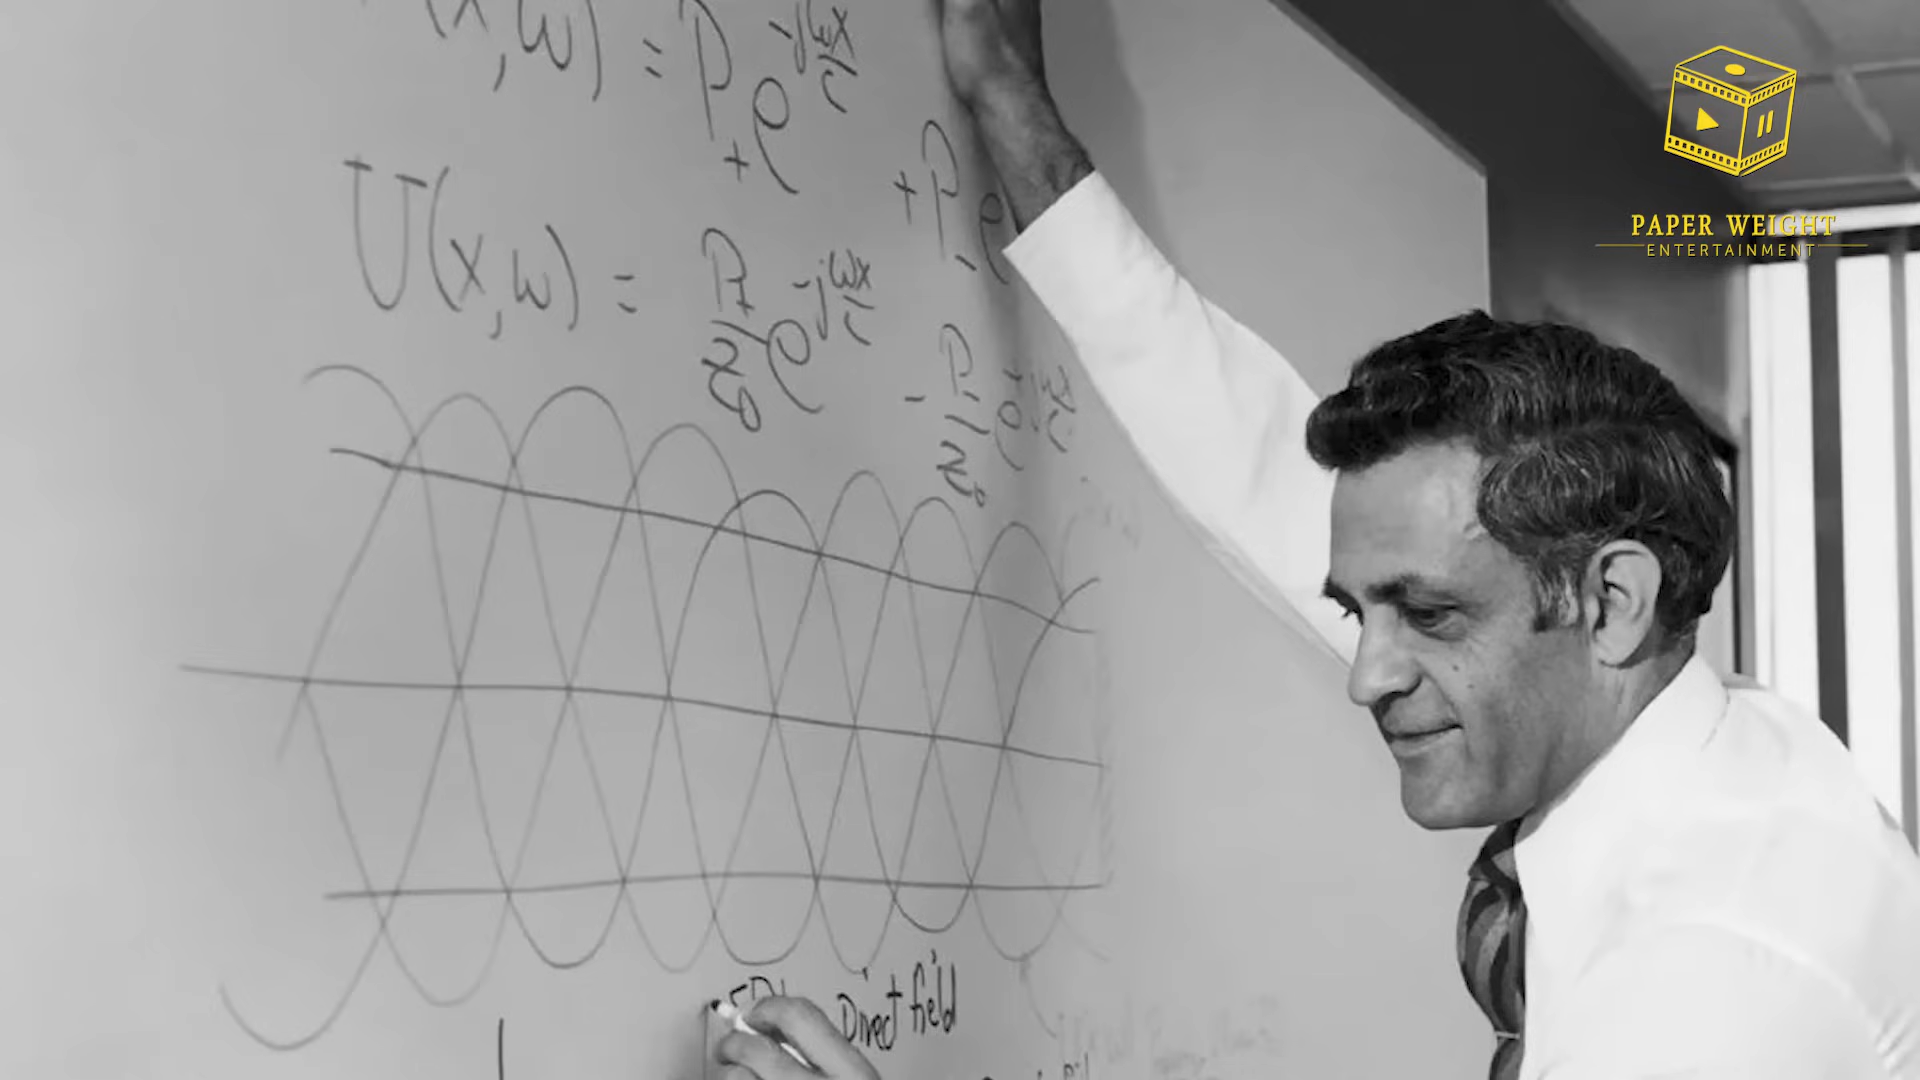 (x,ω) = P+ e^-jωx/c + P- e
U(x,ω) = P+/Z0 e^-jωx/c - P-/Z0 e^+jωx/c
Direct field
PAPER WEIGHT
ENTERTAINMENT